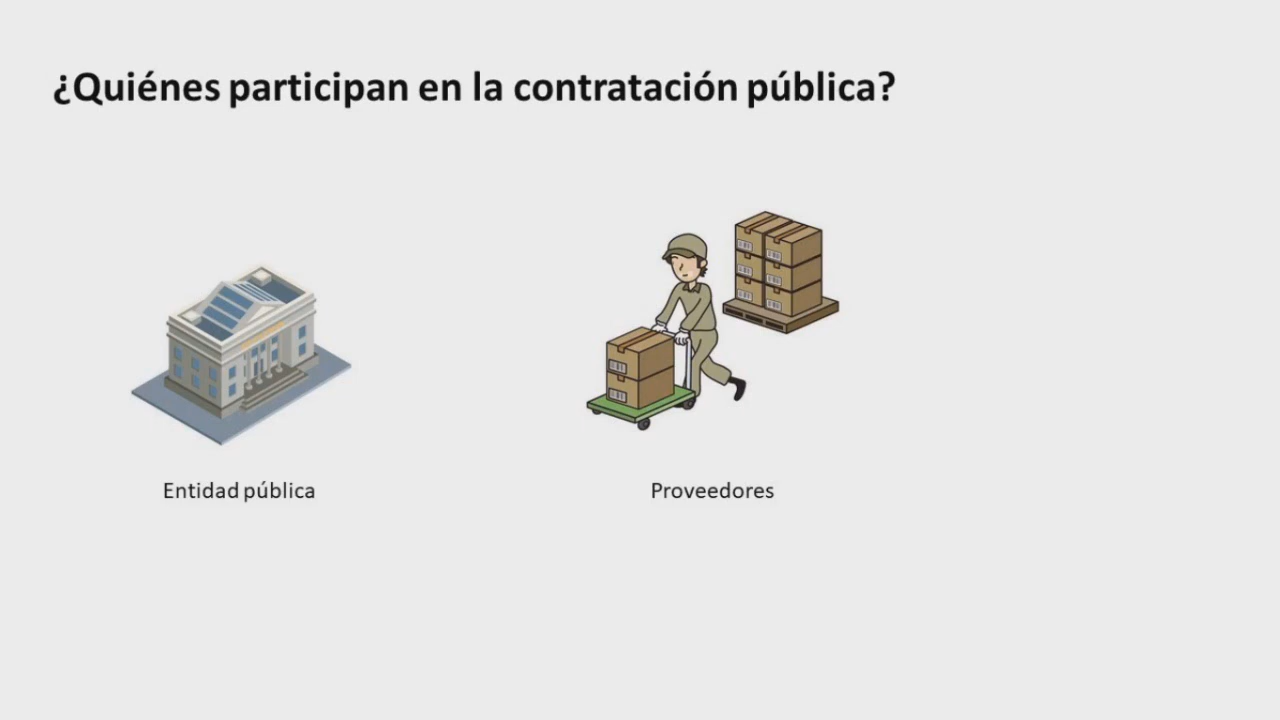 ¿Quiénes participan en la contratación pública?
Entidad pública
Proveedores